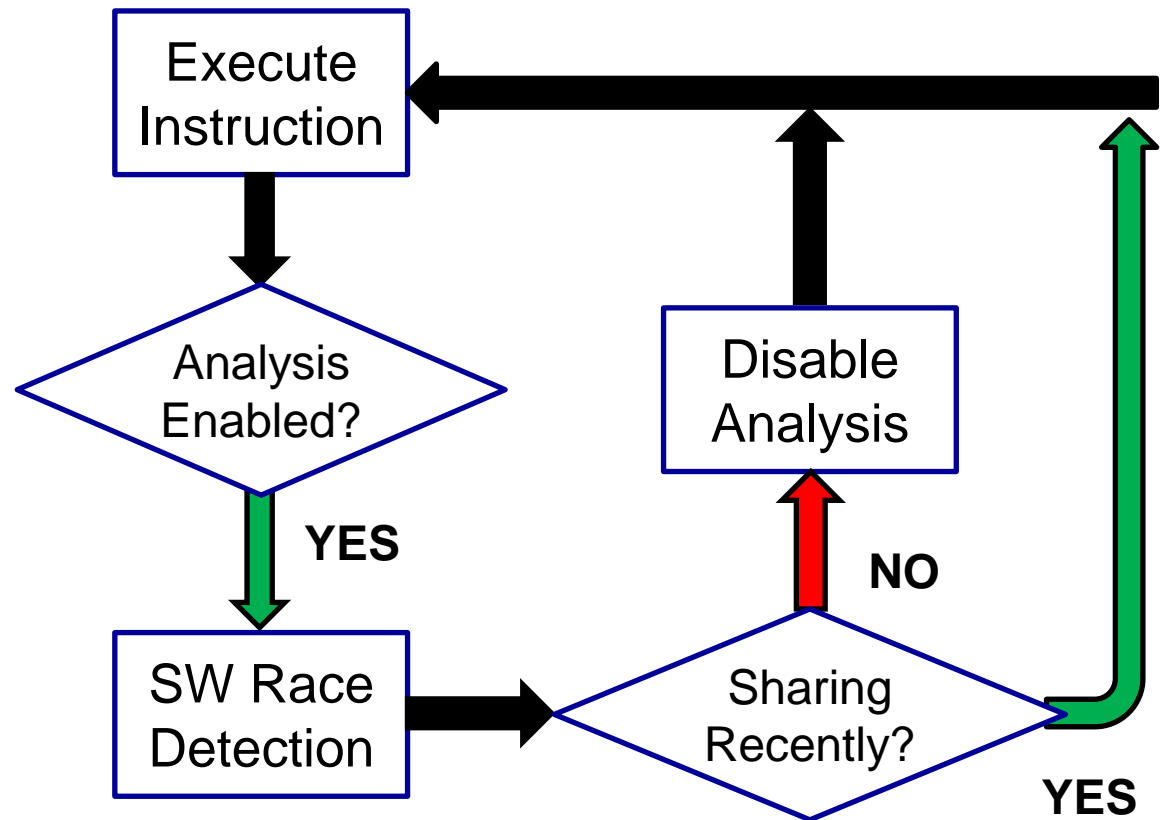 Execute
Instruction
Analysis
Enabled?
YES
SW Race
Detection
Sharing
Recently?
NO
Disable
Analysis
YES